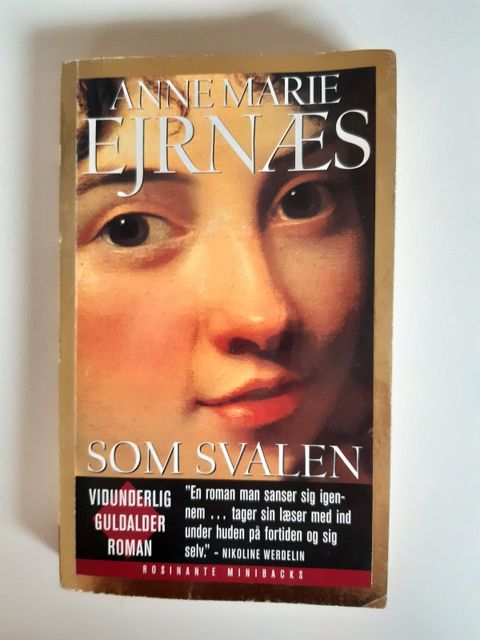 ANNE MARIE
EJRNÆS
SOM SVALEN
VIDUNDERLIG
GULDALDER
ROMAN
"En roman man sanser sig igen-
nem ... tager sin læser med ind
under huden på fortiden og sig
selv." – NIKOLINE WERDELIN
ROSINANTE MINIBACKS